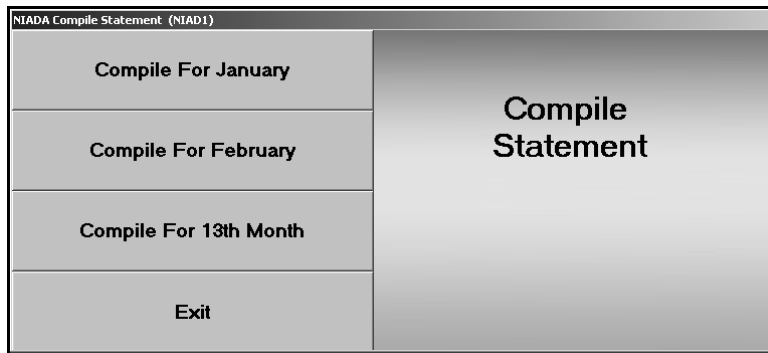 NIADA Compile Statement (NIAD1)
Compile For January
Compile For February
Compile For 13th Month
Exit
Compile
Statement